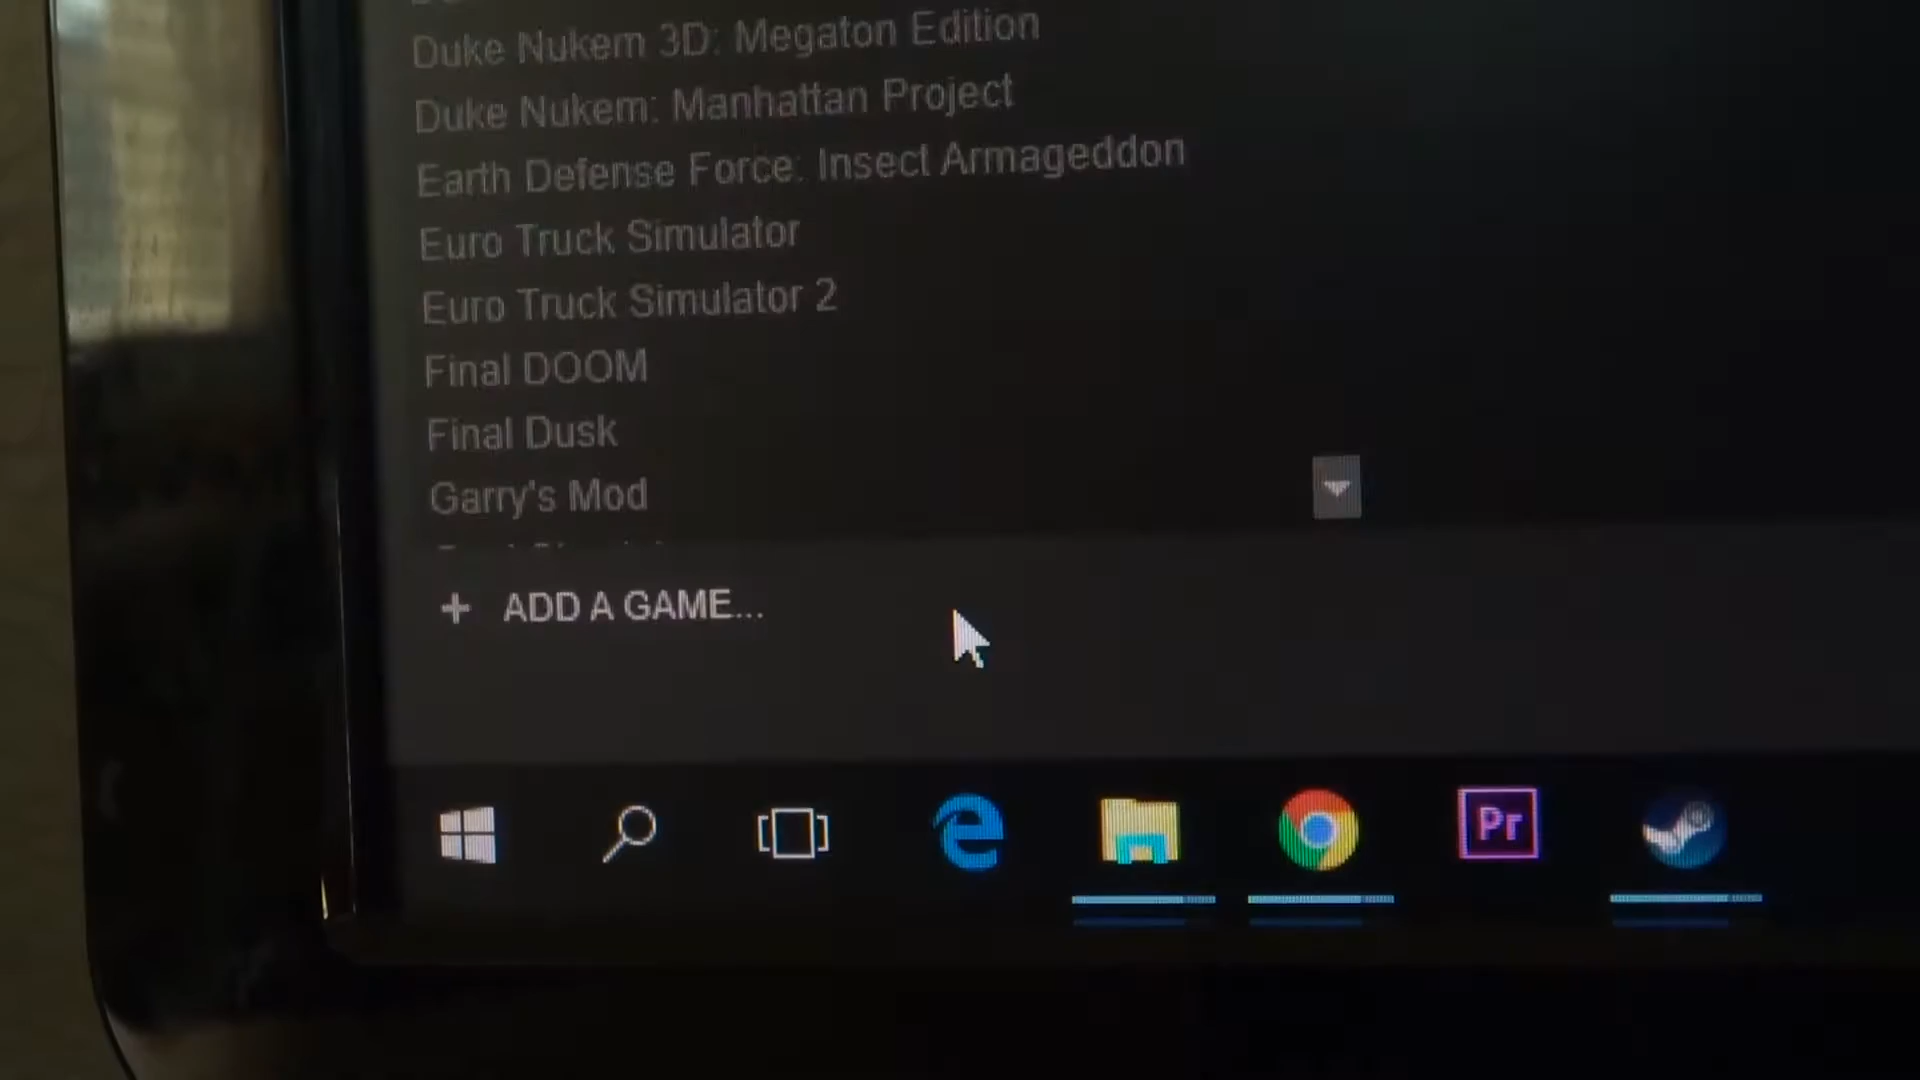 Duke Nukem 3D: Megaton Edition
Duke Nukem: Manhattan Project
Earth Defense Force: Insect Armageddon
Euro Truck Simulator
Euro Truck Simulator 2
Final DOOM
Final Dusk
Garry's Mod
+ ADD A GAME...
Pr